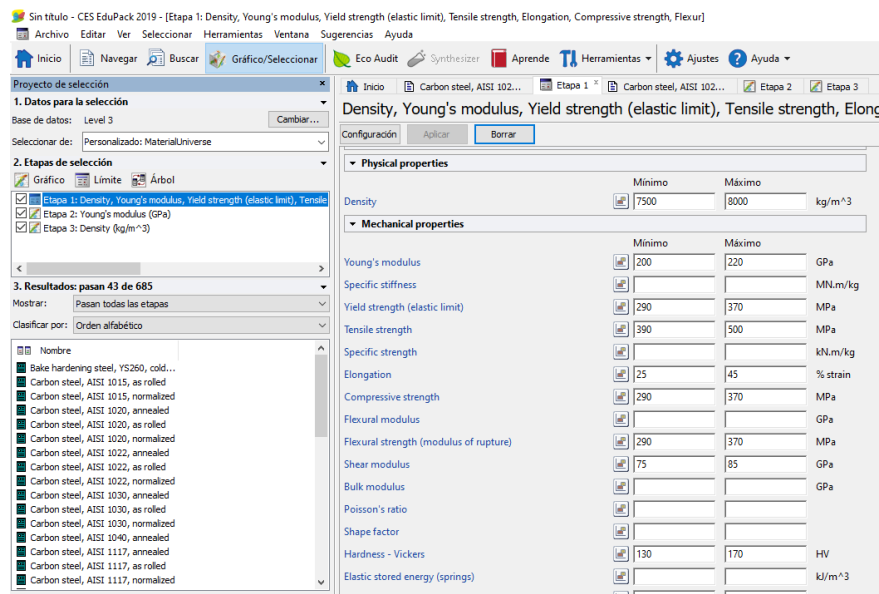 Sin título - CES EduPack 2019 - [Etapa 1: Density, Young's modulus, Yield strength (elastic limit), Tensile strength, Elongation, Compressive strength, Flexur]
Archivo Editar Ver Seleccionar Herramientas Ventana Sugerencias Ayuda
Inicio Navegar Buscar Gráfico/Seleccionar Eco Audit Synthesizer Aprende Herramientas Ajustes Ayuda
Proyecto de selección ×
1. Datos para la selección
Base de datos: Level 3 Cambiar...
Seleccionar de: Personalizado: MaterialUniverse
2. Etapas de selección
Gráfico Límite Árbol
Etapa 1: Density, Young's modulus, Yield strength (elastic limit), Tensile
Etapa 2: Young's modulus (GPa)
Etapa 3: Density (kg/m^3)
3. Resultados: pasan 43 de 685
Mostrar: Pasan todas las etapas
Clasificar por: Orden alfabético
Nombre
Bake hardening steel, YS260, cold...
Carbon steel, AISI 1015, as rolled
Carbon steel, AISI 1015, normalized
Carbon steel, AISI 1020, annealed
Carbon steel, AISI 1020, as rolled
Carbon steel, AISI 1020, normalized
Carbon steel, AISI 1022, annealed
Carbon steel, AISI 1022, as rolled
Carbon steel, AISI 1022, normalized
Carbon steel, AISI 1030, annealed
Carbon steel, AISI 1030, as rolled
Carbon steel, AISI 1030, normalized
Carbon steel, AISI 1040, annealed
Carbon steel, AISI 1117, annealed
Carbon steel, AISI 1117, as rolled
Carbon steel, AISI 1117, normalized
Inicio Carbon steel, AISI 102... Etapa 1 × Carbon steel, AISI 102... Etapa 2 Etapa 3
Density, Young's modulus, Yield strength (elastic limit), Tensile strength, Elong
Configuración Aplicar Borrar
Physical properties
Mínimo Máximo
Density 7500 8000 kg/m^3
Mechanical properties
Mínimo Máximo
Young's modulus 200 220 GPa
Specific stiffness MN.m/kg
Yield strength (elastic limit) 290 370 MPa
Tensile strength 390 500 MPa
Specific strength kN.m/kg
Elongation 25 45 % strain
Compressive strength 290 370 MPa
Flexural modulus GPa
Flexural strength (modulus of rupture) 290 370 MPa
Shear modulus 75 85 GPa
Bulk modulus GPa
Poisson's ratio
Shape factor
Hardness - Vickers 130 170 HV
Elastic stored energy (springs) kJ/m^3